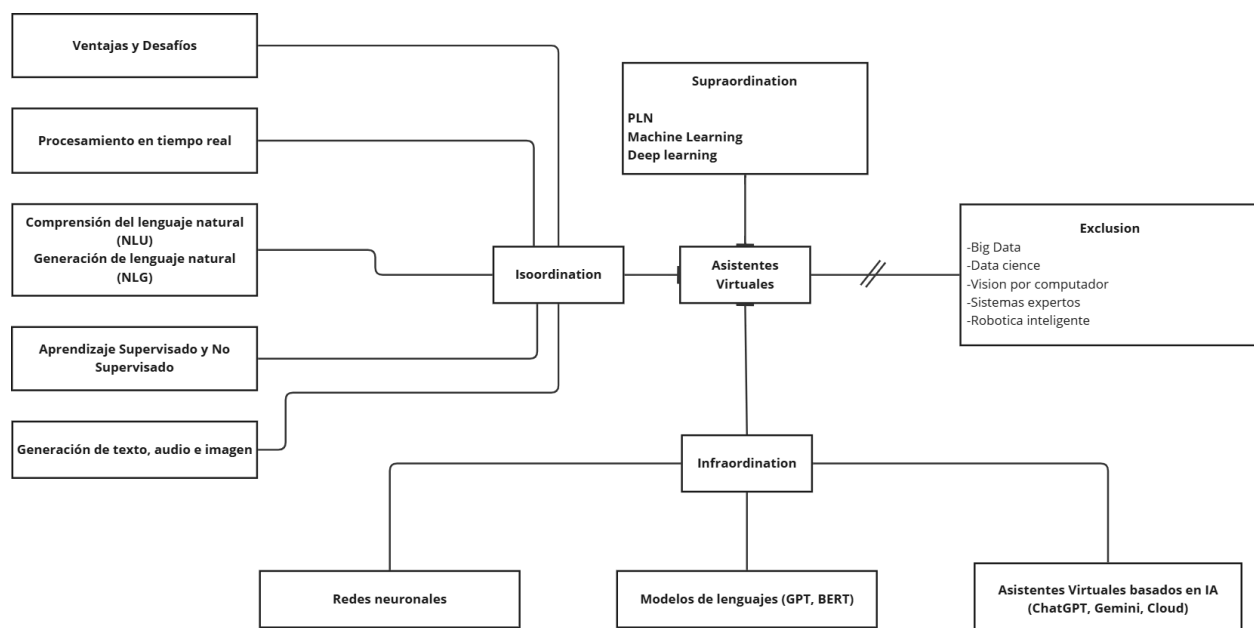 Ventajas y Desafíos
Procesamiento en tiempo real
Comprensión del lenguaje natural
(NLU)
Generación de lenguaje natural
(NLG)
Aprendizaje Supervisado y No
Supervisado
Generación de texto, audio e imagen
Isoordination
Supraordination
PLN
Machine Learning
Deep learning
Asistentes
Virtuales
Exclusion
-Big Data
-Data cience
-Vision por computador
-Sistemas expertos
-Robotica inteligente
Infraordination
Redes neuronales
Modelos de lenguajes (GPT, BERT)
Asistentes Virtuales basados en IA
(ChatGPT, Gemini, Cloud)